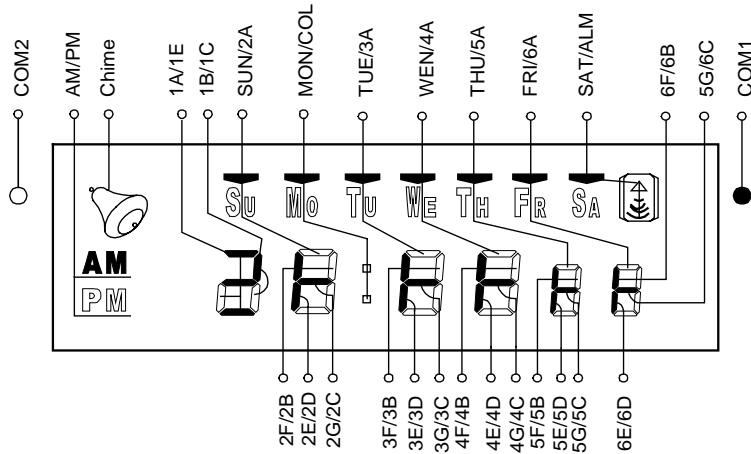 COM2
AM/PM
Chime
1A/1E
1B/1C
SUN/2A
MON/COL
TUE/3A
WEN/4A
THU/5A
FRI/6A
SAT/ALM
6F/6B
5G/6C
COM1
SU MO TU WE TH FR SA
AM
PM
2F/2B
2E/2D
2G/2C
3F/3B
3E/3D
3G/3C
4F/4B
4E/4D
4G/4C
5F/5B
5E/5D
5G/5C
6E/6D